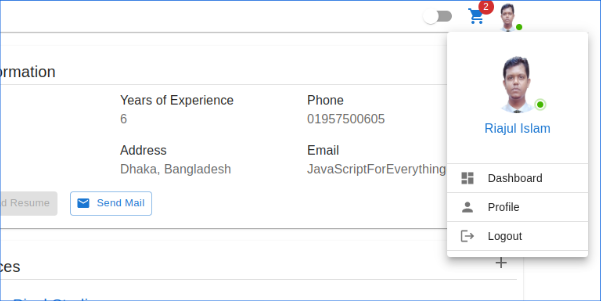 2
ormation
Years of Experience
Phone
6
01957500605
Riajul Islam
Address
Email
Dhaka, Bangladesh
JavaScriptForEverything
Dashboard
d Resume
Send Mail
Profile
Logout
ces